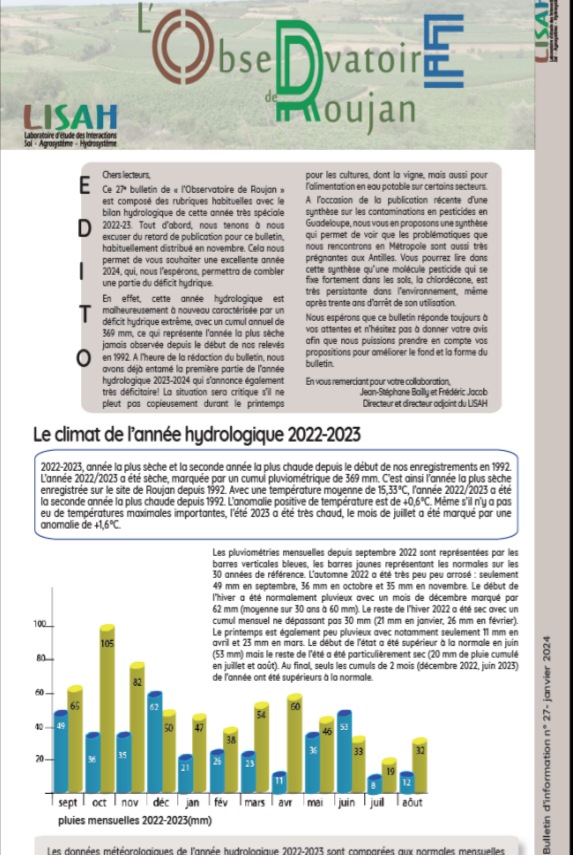 L'ObseRvatoirE
de Roujan
LISAH
Laboratoire d'étude des Interactions
Sol - Agrosystème - Hydrosystème
LISAH
EDITO
Chers lecteurs,
Ce 27e bulletin de « l'Observatoire de Roujan »
est composé des rubriques habituelles avec le
bilan hydrologique de cette année très spéciale
2022-23. Tout d'abord, nous tenons à nous
excuser du retard de publication pour ce bulletin,
habituellement distribué en novembre. Cela nous
permet de vous souhaiter une excellente année
2024, qui, nous l'espérons, permettra de combler
une partie du déficit hydrique.
En effet, cette année hydrologique est
malheureusement à nouveau caractérisée par un
déficit hydrique extrême, avec un cumul annuel de
369 mm, ce qui représente l'année la plus sèche
jamais observée depuis le début de nos relevés
en 1992. A l'heure de la rédaction du bulletin, nous
avons déjà entamé la première partie de l'année
hydrologique 2023-2024 qui s'annonce également
très déficitaire! La situation sera critique s'il ne
pleut pas copieusement durant le printemps
pour les cultures, dont la vigne, mais aussi pour
l'alimentation en eau potable sur certains secteurs.
A l'occasion de la publication récente d'une
synthèse sur les contaminations en pesticides en
Guadeloupe, nous vous en proposons une synthèse
qui permet de voir que les problématiques que
nous rencontrons en Métropole sont aussi très
prégnantes aux Antilles. Vous pourrez lire dans
cette synthèse qu'une molécule pesticide qui se
fixe fortement dans les sols, la chlordécone, est
très persistante dans l'environnement, même
après trente ans d'arrêt de son utilisation.
Nous espérons que ce bulletin réponde toujours à
vos attentes et n'hésitez pas à donner votre avis
afin que nous puissions prendre en compte vos
propositions pour améliorer le fond et la forme du
bulletin.
En vous remerciant pour votre collaboration,
Jean-Stéphane Bailly et Frédéric Jacob
Directeur et directeur adjoint du LISAH
Le climat de l'année hydrologique 2022-2023
2022-2023, année la plus sèche et la seconde année la plus chaude depuis le début de nos enregistrements en 1992.
L'année 2022/2023 a été sèche, marquée par un cumul pluviométrique de 369 mm. C'est ainsi l'année la plus sèche
enregistrée sur le site de Roujan depuis 1992. Avec une température moyenne de 15,33°C, l'année 2022/2023 a été
la seconde année la plus chaude depuis 1992. L'anomalie positive de température est de +0,6°C. Même s'il n'y a pas
eu de températures maximales importantes, l'été 2023 a été très chaud, le mois de juillet a été marqué par une
anomalie de +1,6°C.
Les pluviométries mensuelles depuis septembre 2022 sont représentées par les
barres verticales bleues, les barres jaunes représentant les normales sur les
30 années de référence. L'automne 2022 a été très peu peu arrosé : seulement
49 mm en septembre, 36 mm en octobre et 35 mm en novembre. Le début de
l'hiver a été normalement pluvieux avec un mois de décembre marqué par
62 mm (moyenne sur 30 ans à 60 mm). Le reste de l'hiver 2022 a été sec avec un
cumul mensuel ne dépassant pas 30 mm (21 mm en janvier, 26 mm en février).
Le printemps est également peu pluvieux avec notamment seulement 11 mm en
avril et 23 mm en mars. Le début de l'état a été supérieur à la normale en juin
(53 mm) mais le reste de l'été a été particulièrement sec (20 mm de pluie cumulé
en juillet et août). Au final, seuls les cumuls de 2 mois (décembre 2022, juin 2023)
de l'année ont été supérieurs à la normale.
100
80
60
40
20
49 65 36 105 35 82 62 50 21 47 26 38 23 54 11 60 36 46 53 33 8 19 12 32
sept oct nov déc jan fév mars avr mai juin juil août
pluies mensuelles 2022-2023(mm)
Les données météorologiques de l'année hydrologique 2022-2023 sont comparées aux normales mensuelles
Bulletin d'information n° 27- janvier 2024